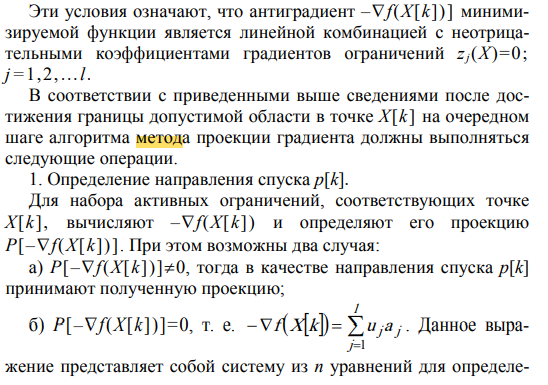 Эти условия означают, что антиградиент –∇f(X[k])] миними-
зируемой функции является линейной комбинацией с неотрица-
тельными коэффициентами градиентов ограничений zj(X)=0;
j=1,2,…l.
В соответствии с приведенными выше сведениями после дос-
тижения границы допустимой области в точке X[k] на очередном
шаге алгоритма метода проекции градиента должны выполняться
следующие операции.
1. Определение направления спуска p[k].
Для набора активных ограничений, соответствующих точке
X[k], вычисляют –∇f(X[k]) и определяют его проекцию
P[–∇f(X[k])]. При этом возможны два случая:
а) P[–∇f(X[k])]≠0, тогда в качестве направления спуска p[k]
принимают полученную проекцию;
б) P[–∇f(X[k])]=0, т. е. –∇f(X[k])= ∑_{j=1}^{l} u_j a_j . Данное выра-
жение представляет собой систему из n уравнений для определе-